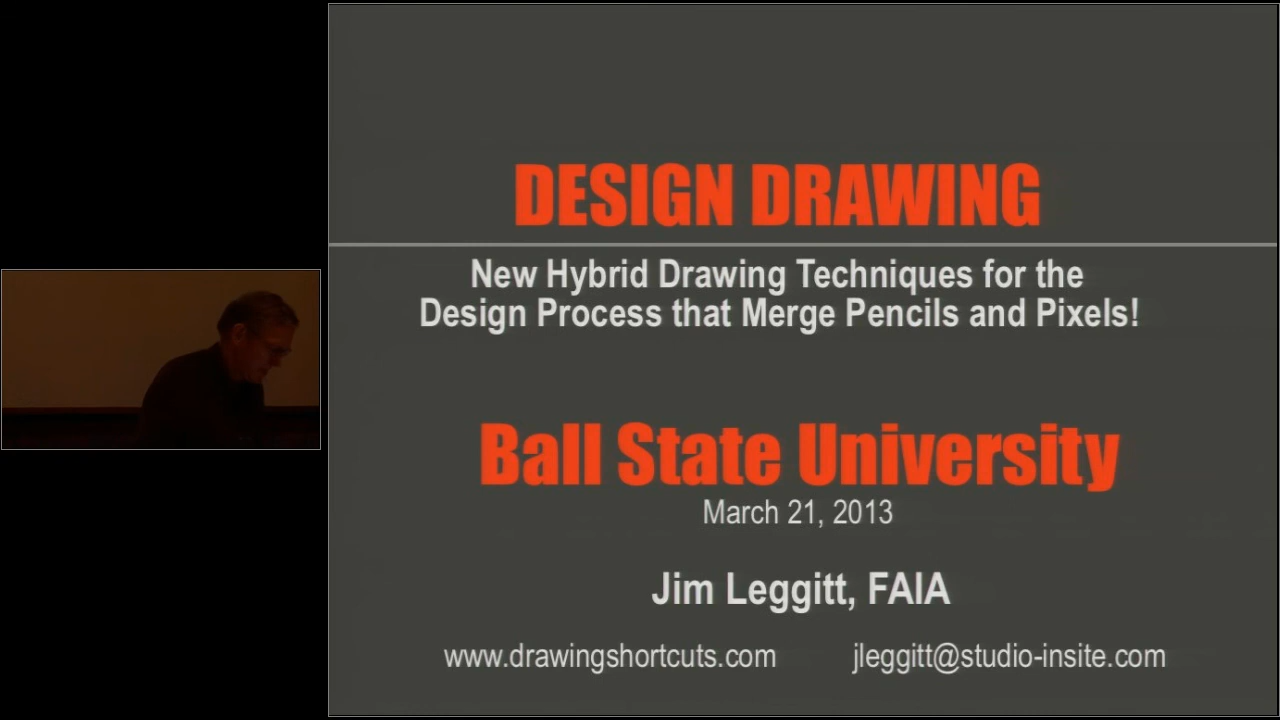 DESIGN DRAWING
New Hybrid Drawing Techniques for the
Design Process that Merge Pencils and Pixels!
Ball State University
March 21, 2013
Jim Leggitt, FAIA
www.drawingshortcuts.com jleggitt@studio-insite.com